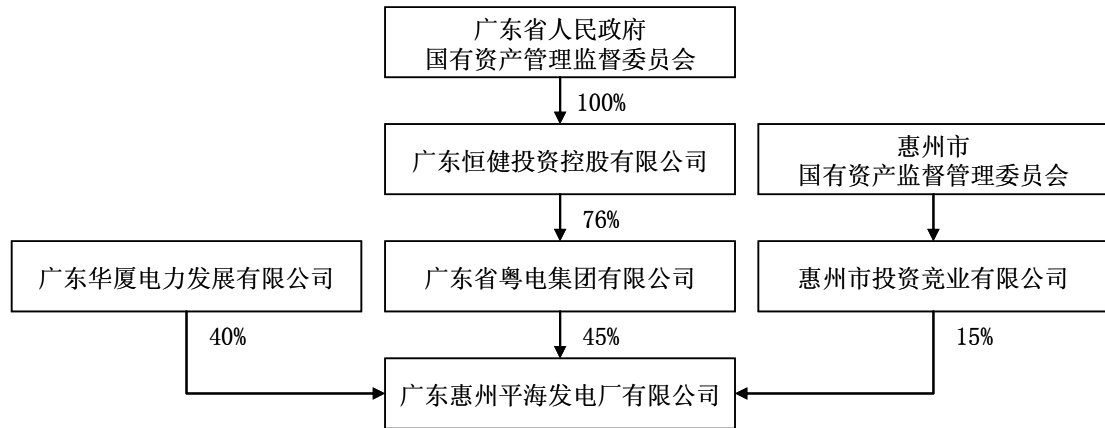 广东省人民政府
国有资产管理监督委员会
100%
广东恒健投资控股有限公司
惠州市
国有资产监督管理委员会
76%
广东华厦电力发展有限公司
广东省粤电集团有限公司
惠州市投资竞业有限公司
40%
45%
15%
广东惠州平海发电厂有限公司